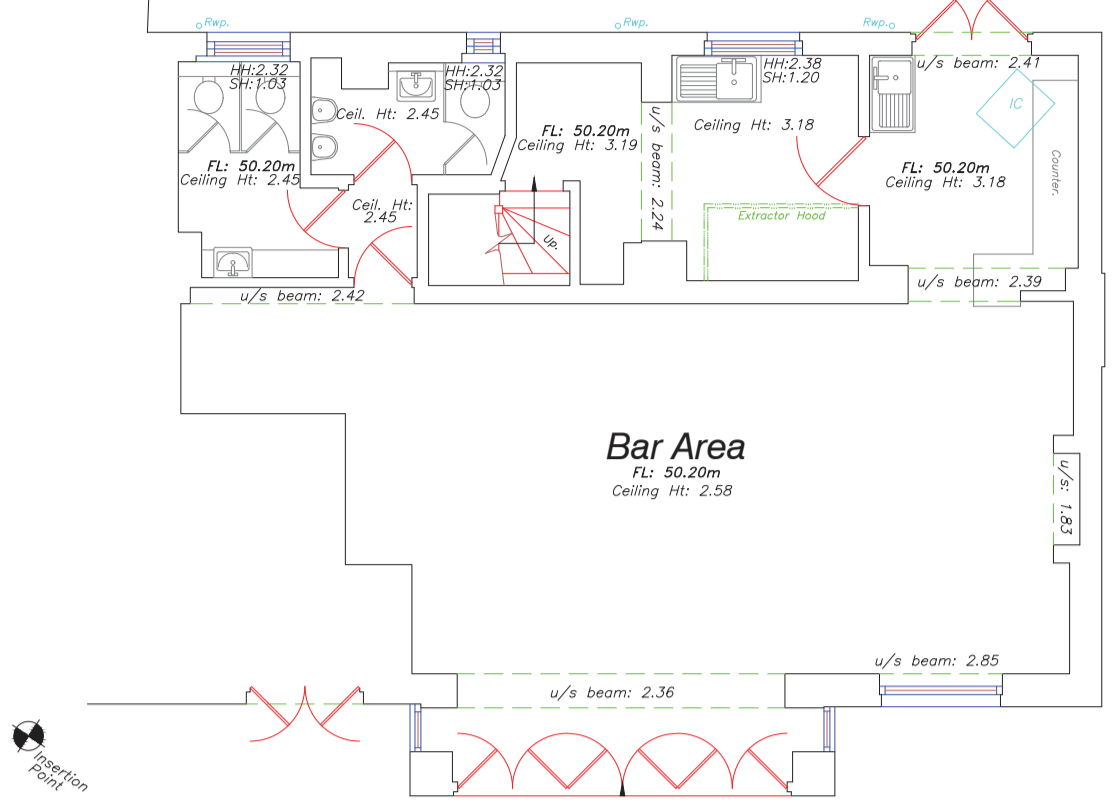 Rwp.
Rwp.
Rwp.
HH:2.32
SH:1.03
HH:2.32
SH:1.03
HH:2.38
SH:1.20
u/s beam: 2.41
IC
Ceil. Ht: 2.45
FL: 50.20m
Ceiling Ht: 3.19
u/s beam: 2.24
Ceiling Ht: 3.18
FL: 50.20m
Ceiling Ht: 2.45
FL: 50.20m
Ceiling Ht: 3.18
Counter.
Ceil. Ht:
2.45
Up.
Extractor Hood
u/s beam: 2.42
u/s beam: 2.39
Bar Area
FL: 50.20m
Ceiling Ht: 2.58
u/s: 1.83
u/s beam: 2.85
u/s beam: 2.36
Insertion
Point